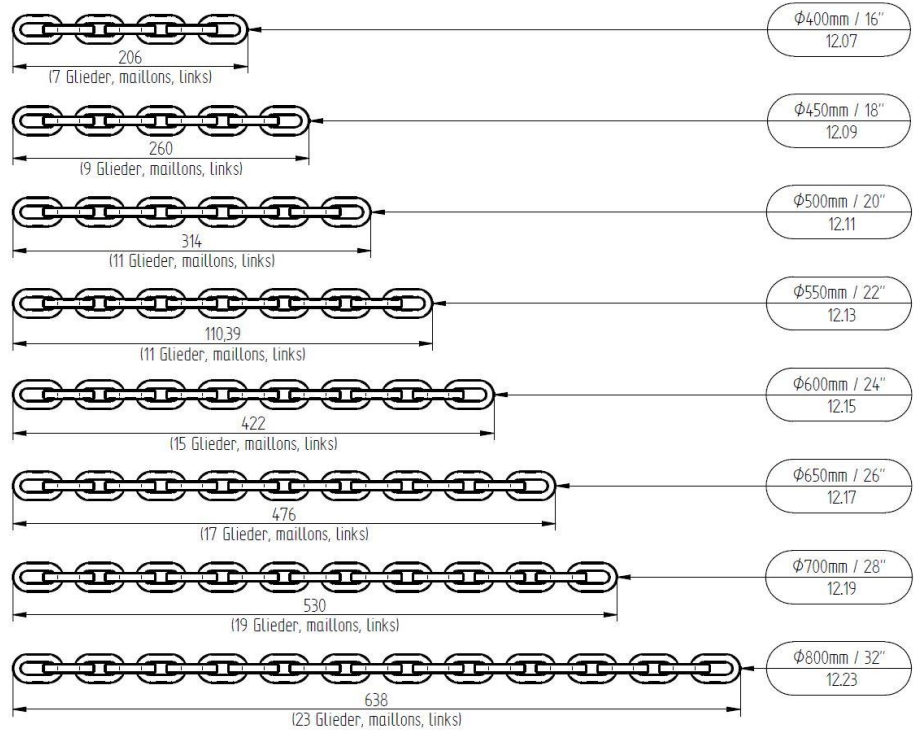 Φ400mm / 16"
12.07
206
(7 Glieder, maillons, links)
Φ450mm / 18"
12.09
260
(9 Glieder, maillons, links)
Φ500mm / 20"
12.11
314
(11 Glieder, maillons, links)
Φ550mm / 22"
12.13
110,39
(11 Glieder, maillons, links)
Φ600mm / 24"
12.15
422
(15 Glieder, maillons, links)
Φ650mm / 26"
12.17
476
(17 Glieder, maillons, links)
Φ700mm / 28"
12.19
530
(19 Glieder, maillons, links)
Φ800mm / 32"
12.23
638
(23 Glieder, maillons, links)